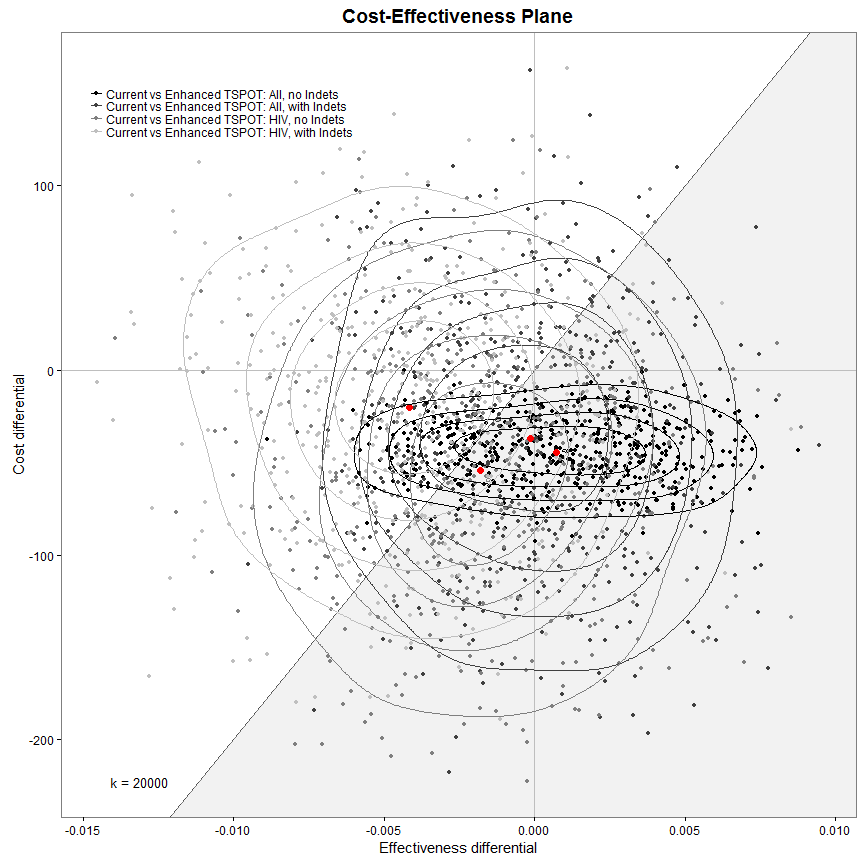 Cost-Effectiveness Plane
Current vs Enhanced TSPOT: All, no Indets
Current vs Enhanced TSPOT: All, with Indets
Current vs Enhanced TSPOT: HIV, no Indets
Current vs Enhanced TSPOT: HIV, with Indets
100
0
-100
-200
Cost differential
k = 20000
-0.015
-0.010
-0.005
0.000
0.005
0.010
Effectiveness differential